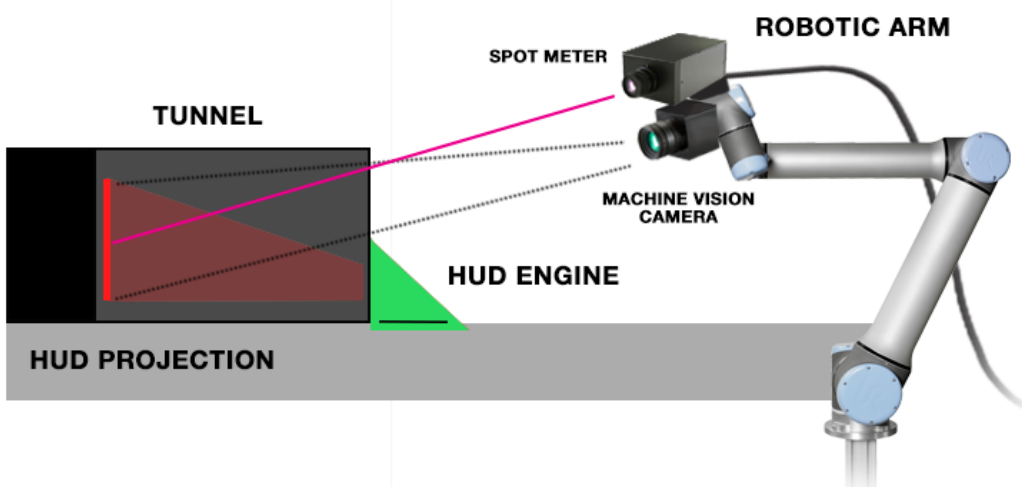 ROBOTIC ARM
SPOT METER
TUNNEL
MACHINE VISION
CAMERA
HUD ENGINE
HUD PROJECTION